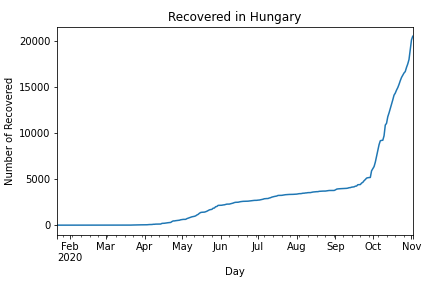 Recovered in Hungary
Number of Recovered
20000
15000
10000
5000
0
Feb Mar Apr May Jun Jul Aug Sep Oct Nov
2020
Day